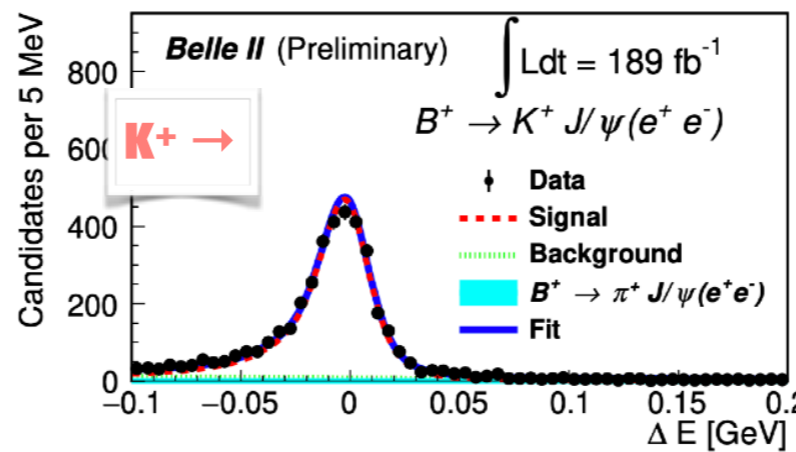 Belle II (Preliminary)
∫Ldt = 189 fb⁻¹
B⁺ → K⁺ J/ψ(e⁺ e⁻)
K⁺ →
Data
Signal
Background
B⁺ → π⁺ J/ψ(e⁺e⁻)
Fit
Candidates per 5 MeV
800
400
200
0
−0.1 −0.05 0 0.05 0.1 0.15
Δ E [GeV]